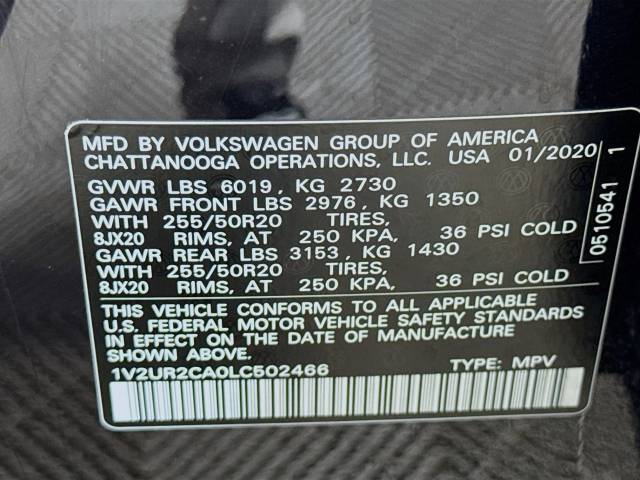 MFD BY VOLKSWAGEN GROUP OF AMERICA
CHATTANOOGA OPERATIONS, LLC. USA 01/2020
GVWR LBS 6019, KG 2730
GAWR FRONT LBS 2976, KG 1350
WITH 255/50R20 TIRES,
8JX20 RIMS, AT 250 KPA, 36 PSI COLD
GAWR REAR LBS 3153, KG 1430
WITH 255/50R20 TIRES,
8JX20 RIMS, AT 250 KPA, 36 PSI COLD
THIS VEHICLE CONFORMS TO ALL APPLICABLE
U.S. FEDERAL MOTOR VEHICLE SAFETY STANDARDS
IN EFFECT ON THE DATE OF MANUFACTURE
SHOWN ABOVE.
1V2UR2CA0LC502466 TYPE: MPV
0510541 1